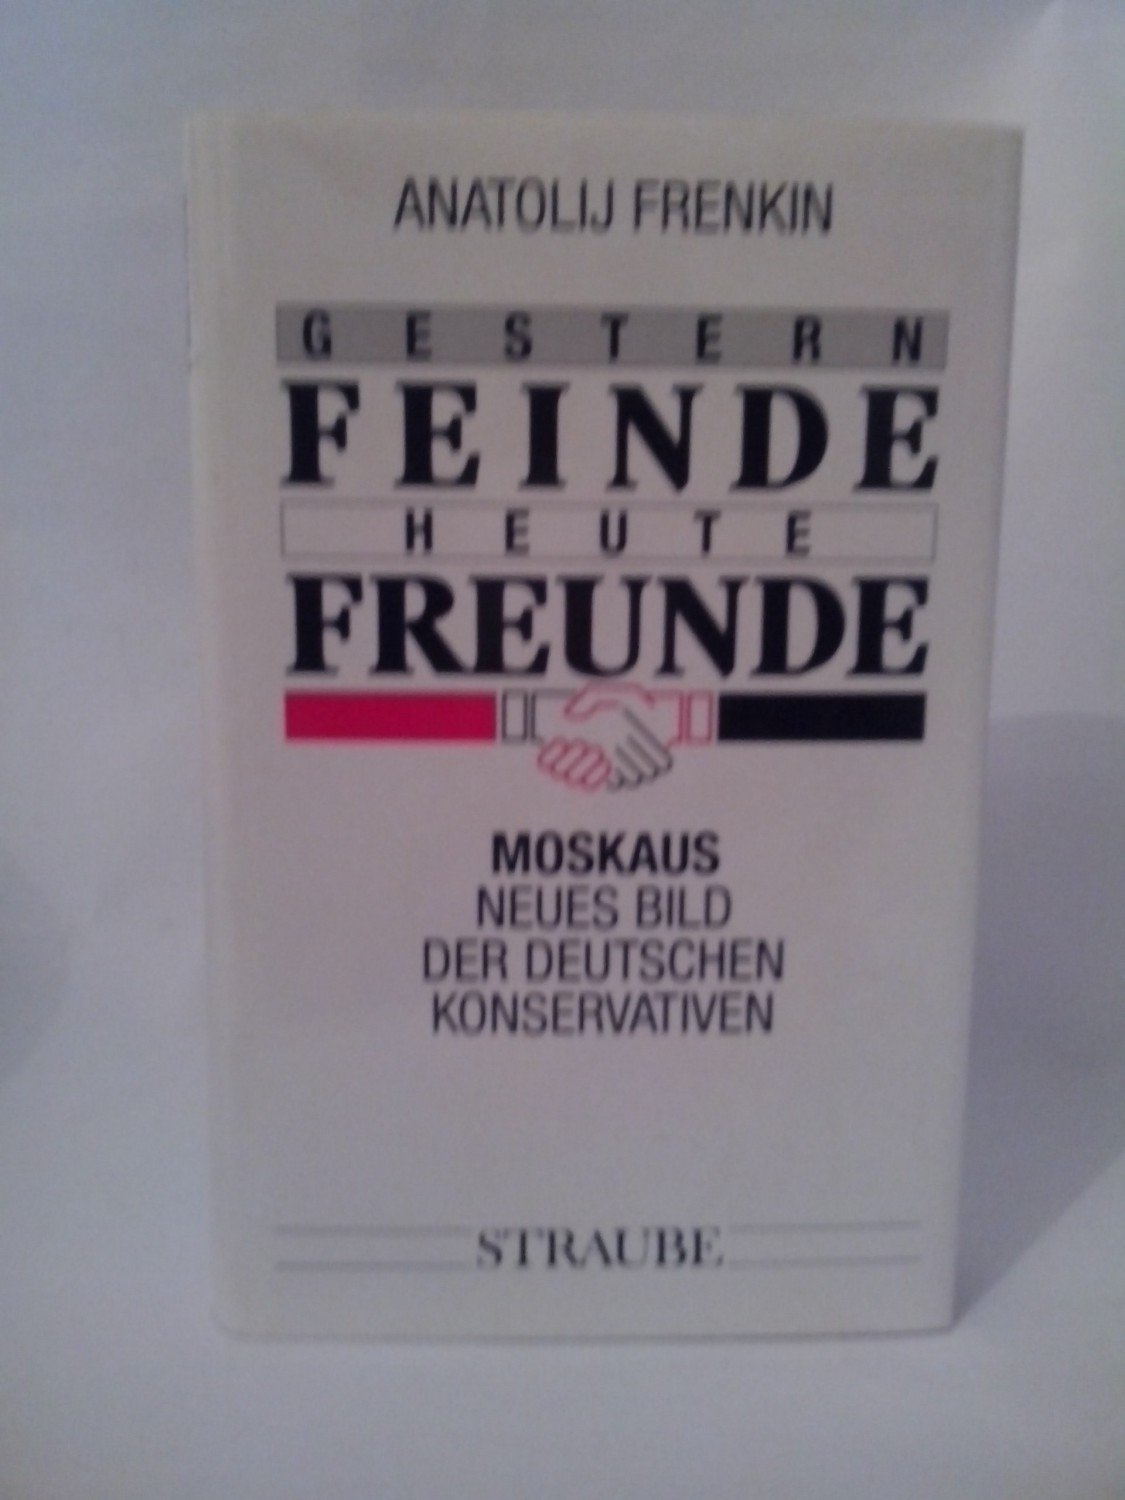 ANATOLIJ FRENKIN
GESTERN
FEINDE
HEUTE
FREUNDE
MOSKAUS
NEUES BILD
DER DEUTSCHEN
KONSERVATIVEN
STRAUBE